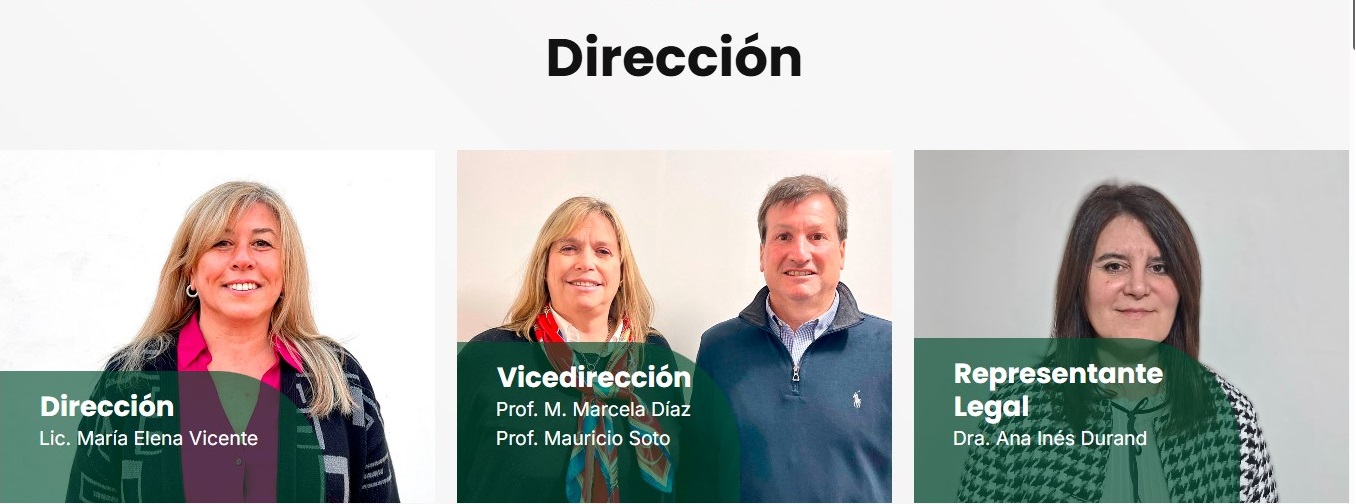 Dirección
Dirección
Lic. María Elena Vicente
Vicedirección
Prof. M. Marcela Díaz
Prof. Mauricio Soto
Representante
Legal
Dra. Ana Inés Durand